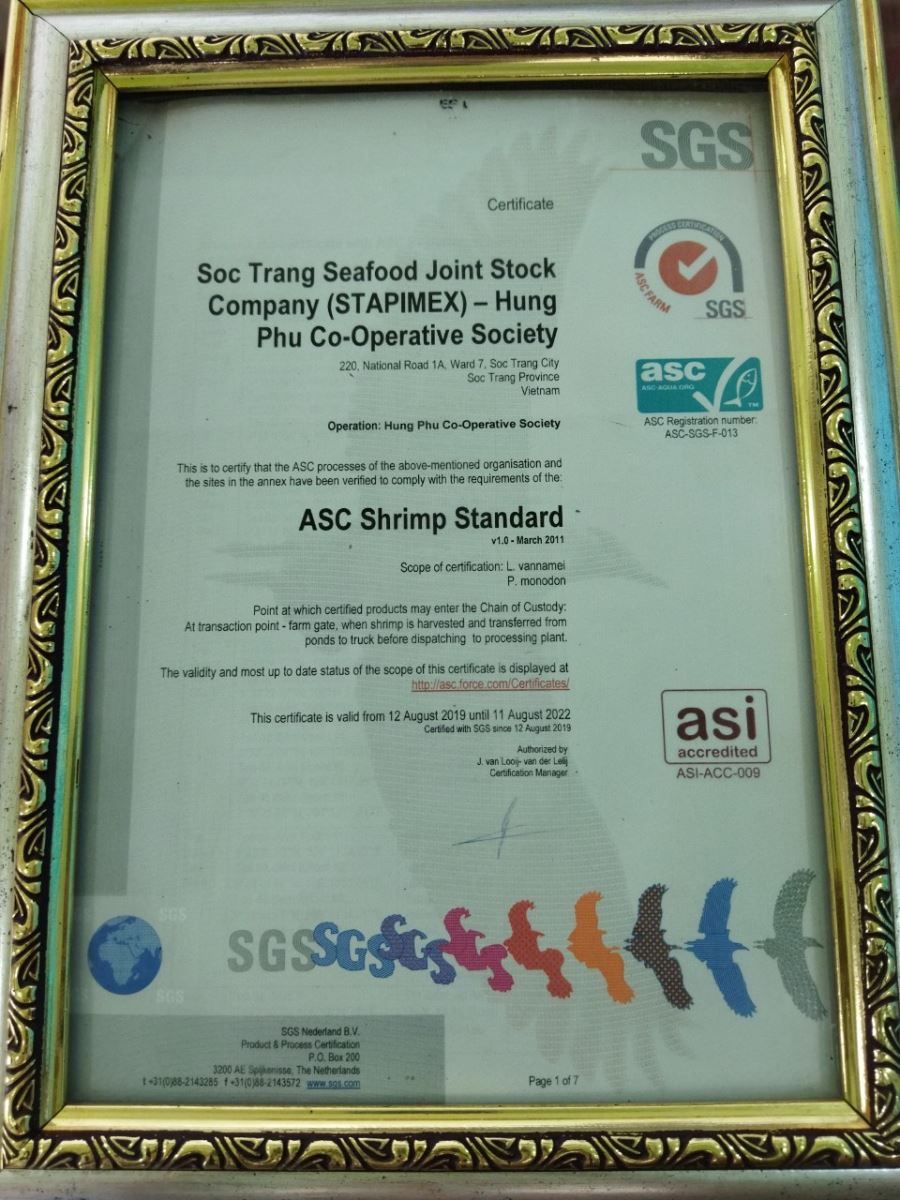 SGS
Certificate
Soc Trang Seafood Joint Stock
Company (STAPIMEX) – Hung
Phu Co-Operative Society
220, National Road 1A, Ward 7, Soc Trang City
Soc Trang Province
Vietnam
Operation: Hung Phu Co-Operative Society
This is to certify that the ASC processes of the above-mentioned organisation and
the sites in the annex have been verified to comply with the requirements of the:
ASC Shrimp Standard
v1.0 - March 2011
Scope of certification: L. vannamei
P. monodon
Point at which certified products may enter the Chain of Custody:
At transaction point - farm gate, when shrimp is harvested and transferred from
ponds to truck before dispatching to processing plant.
The validity and most up to date status of the scope of this certificate is displayed at
http://asc.force.com/Certificates/
This certificate is valid from 12 August 2019 until 11 August 2022
Certified with SGS since 12 August 2019
Authorized by
J. van Looij- van der Leij
Certification Manager
PROCESS CERTIFICATION
ASC FARM
SGS
asc
ASC-AQUA.ORG
TM
ASC Registration number:
ASC-SGS-F-013
asi
accredited
ASI-ACC-009
SGS
SGS
SGS SGS SGS
SGS Nederland B.V.
Product & Process Certification
P.O. Box 200
3200 AE Spijkenisse, The Netherlands
t +31(0)88-2143285 f +31(0)88-2143572 www.sgs.com
Page 1 of 7